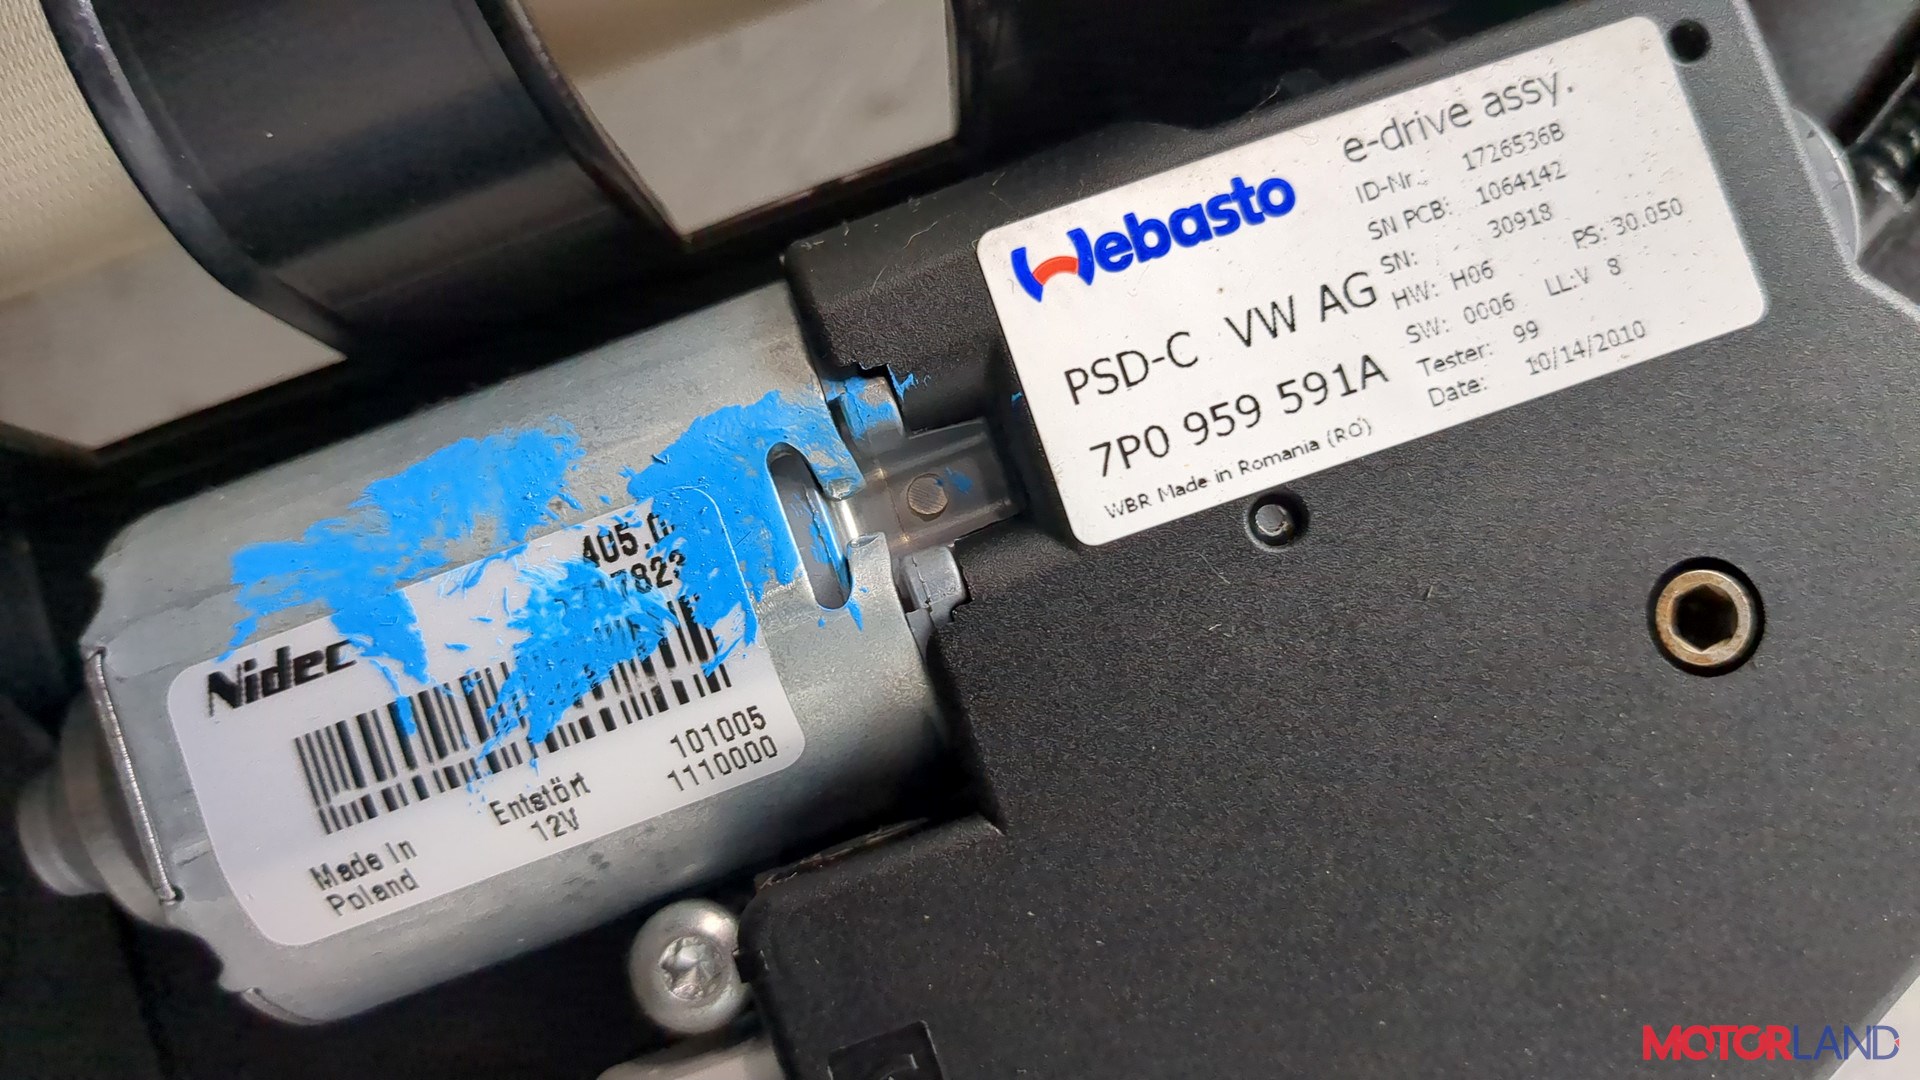 Webasto
PSD-C VW AG
7P0 959 591A
WBR Made in Romania (RO)
e-drive assy.
ID-Nr.: 1726536B
SN PCB: 1064142
SN: 30918
HW: H06 PS: 30.050
SW: 0006 LL:V 8
Tester: 99
Date: 10/14/2010
Nidec
101005
1110000
Entstört
12V
Made In
Poland
MOTORLAND